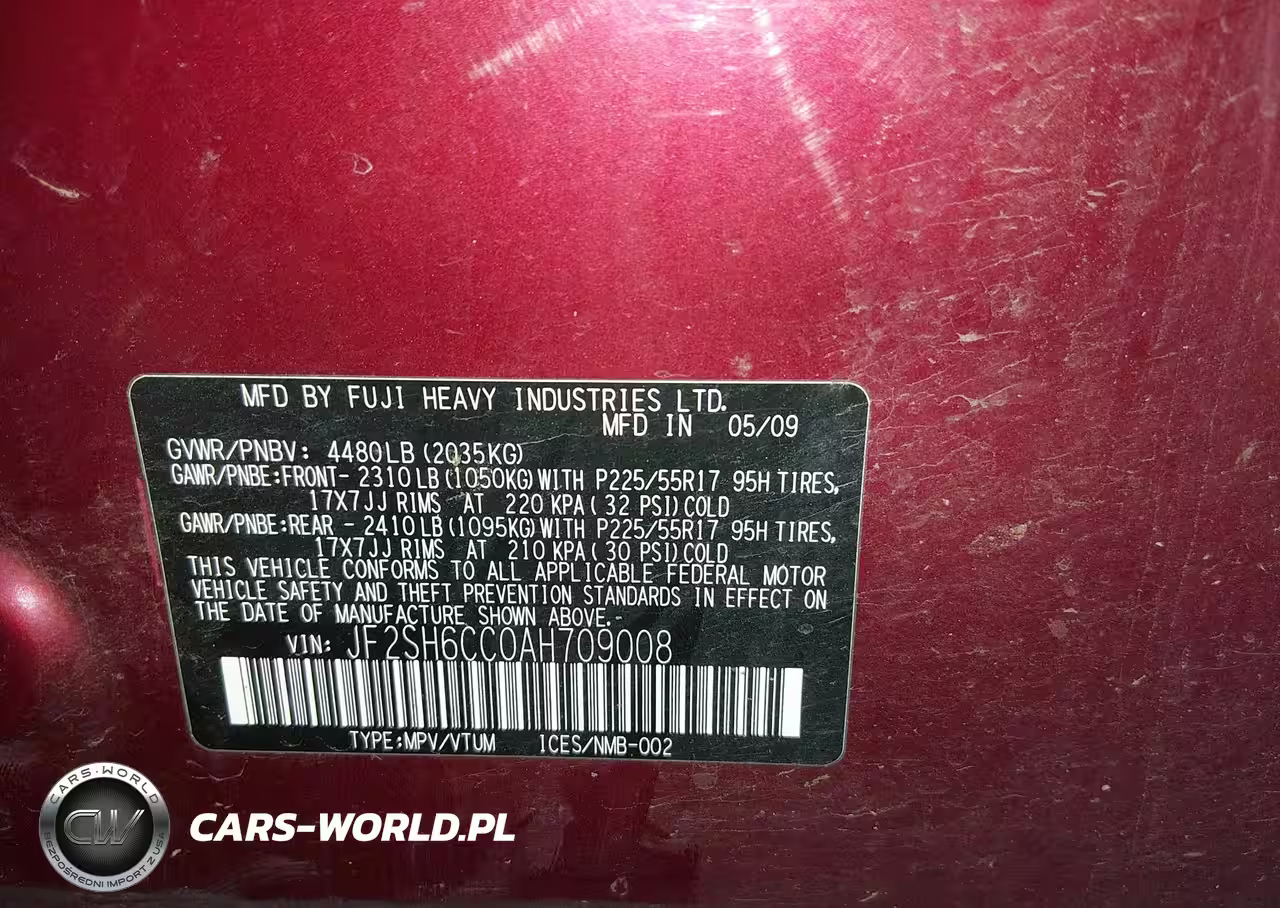 MFD BY FUJI HEAVY INDUSTRIES LTD.
MFD IN 05/09
GVWR/PNBV: 4480LB (2035KG)
GAWR/PNBE:FRONT- 2310LB (1050KG) WITH P225/55R17 95H TIRES,
17X7JJ RIMS AT 220 KPA ( 32 PSI) COLD
GAWR/PNBE:REAR - 2410LB (1095KG) WITH P225/55R17 95H TIRES,
17X7JJ RIMS AT 210 KPA ( 30 PSI) COLD
THIS VEHICLE CONFORMS TO ALL APPLICABLE FEDERAL MOTOR
VEHICLE SAFETY AND THEFT PREVENTION STANDARDS IN EFFECT ON
THE DATE OF MANUFACTURE SHOWN ABOVE.-
VIN: JF2SH6CC0AH709008
TYPE:MPV/VTUM ICES/NMB-002
CARS-WORLD
CW
BEZPOŚREDNI IMPORT Z USA
CARS-WORLD.PL